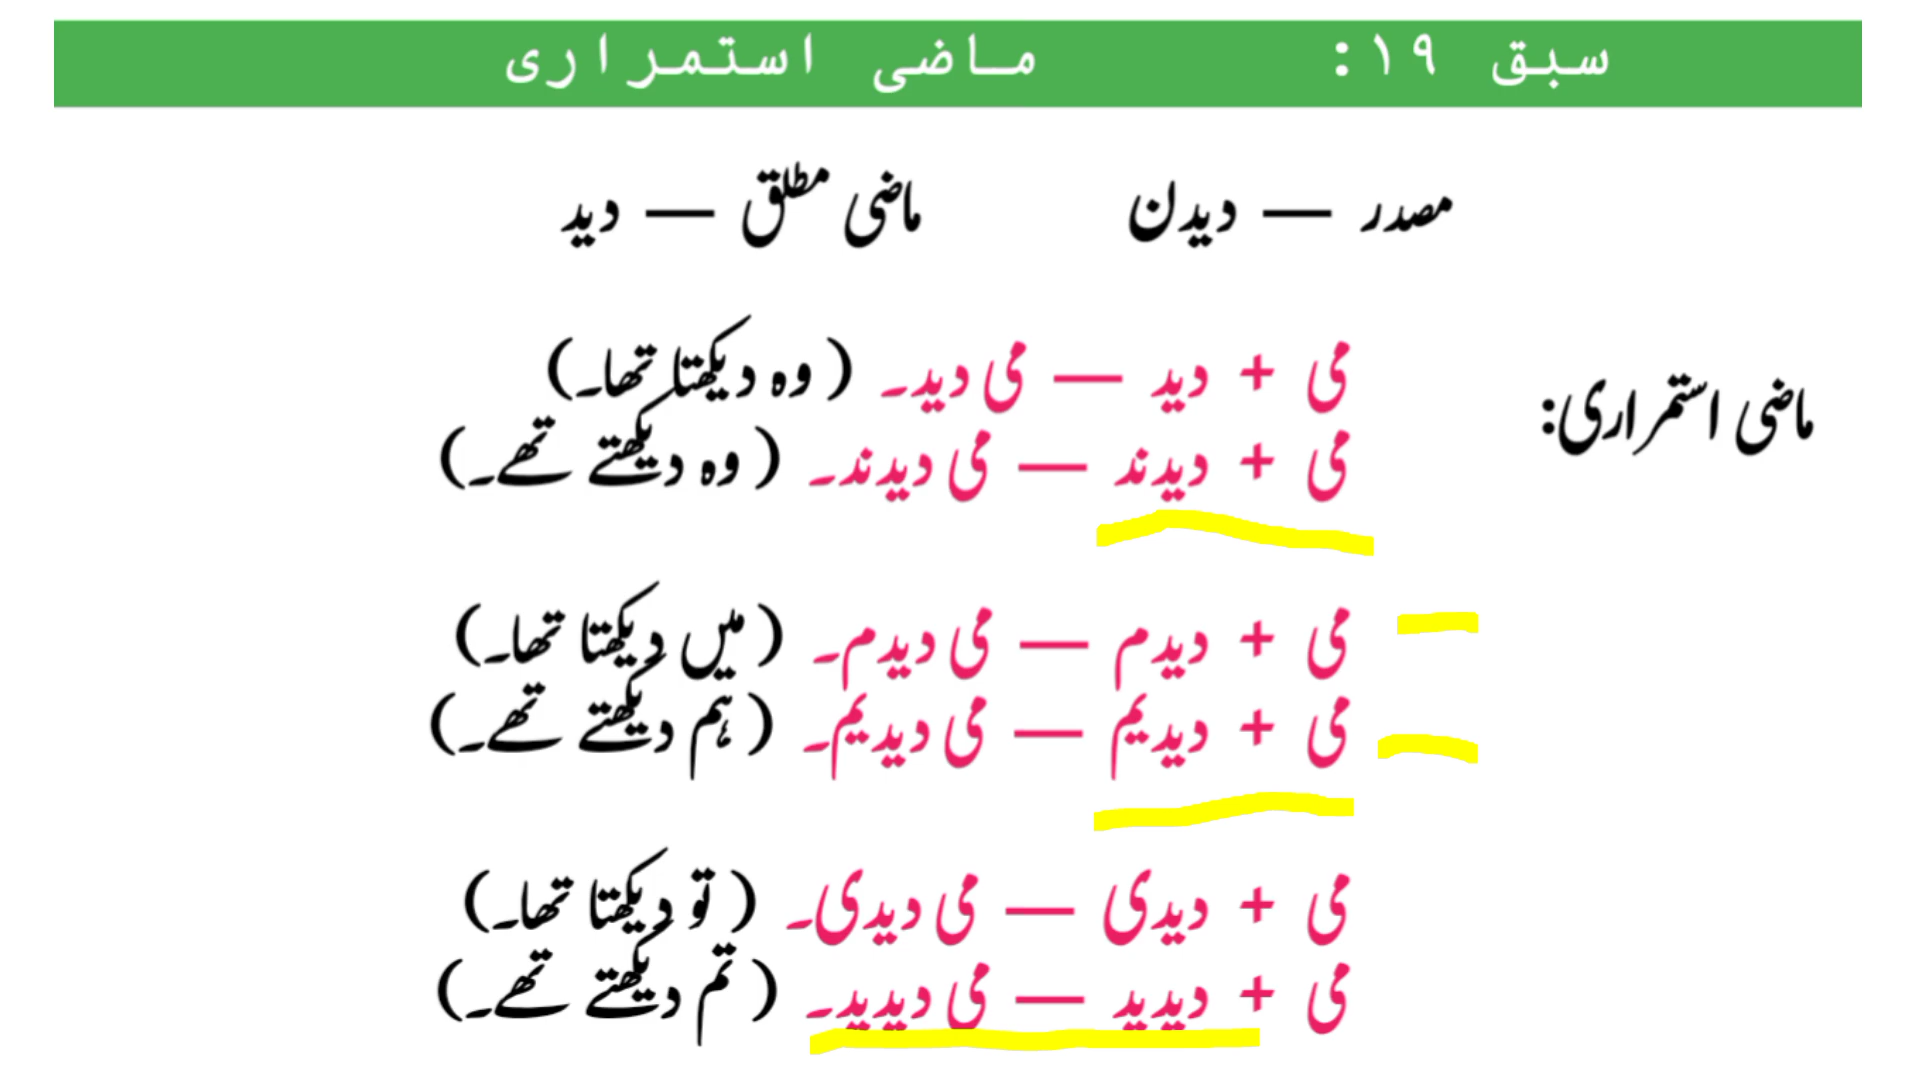 سبق ١٩: ماضی استمراری
مصدر — دیدن ماضی مطلق — دید
ماضی استمراری:
می + دید — می دید۔ (وہ دیکھتا تھا۔)
می + دیدند — می دیدند۔ (وہ دیکھتے تھے۔)
می + دیدم — می دیدم۔ (میں دیکھتا تھا۔)
می + دیدیم — می دیدیم۔ (ہم دیکھتے تھے۔)
می + دیدی — می دیدی۔ (تو دیکھتا تھا۔)
می + دیدید — می دیدید۔ (تم دیکھتے تھے۔)